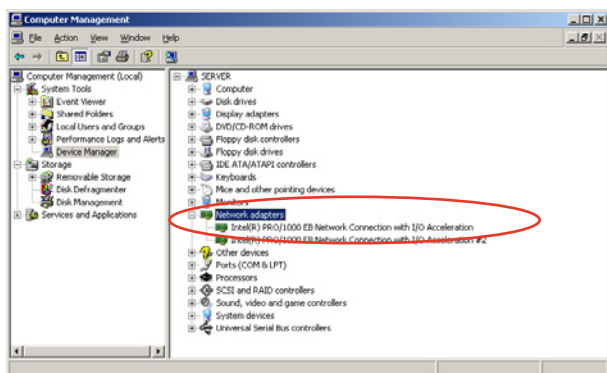 Computer Management
File Action View Window Help
Computer Management (Local)
System Tools
Event Viewer
Shared Folders
Local Users and Groups
Performance Logs and Alerts
Device Manager
Storage
Removable Storage
Disk Defragmenter
Disk Management
Services and Applications
SERVER
Computer
Disk drives
Display adapters
DVD/CD-ROM drives
Floppy disk controllers
Floppy disk drives
IDE ATA/ATAPI controllers
Keyboards
Mice and other pointing devices
Monitors
Network adapters
Intel(R) PRO/1000 EB Network Connection with I/O Acceleration
Intel(R) PRO/1000 EB Network Connection with I/O Acceleration #2
Other devices
Ports (COM & LPT)
Processors
SCSI and RAID controllers
Sound, video and game controllers
System devices
Universal Serial Bus controllers